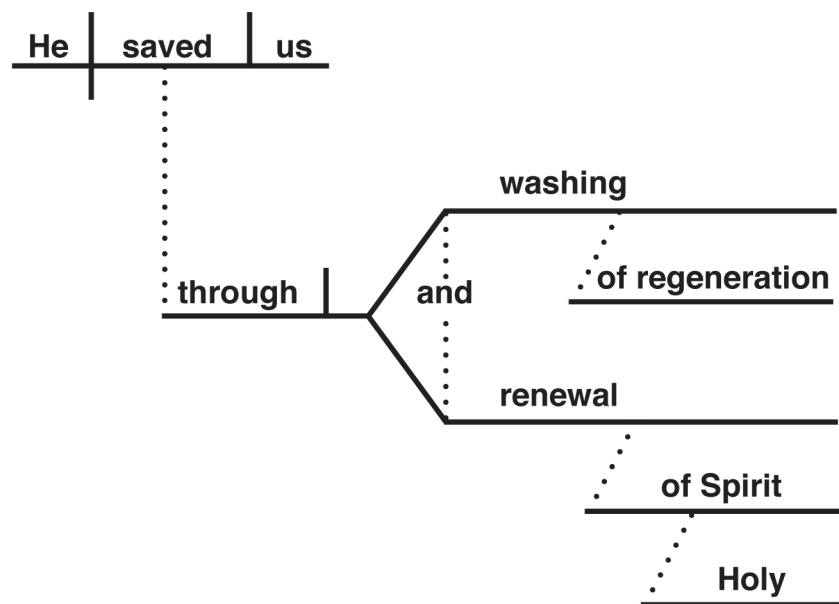 He saved us
washing
through and of regeneration
renewal
of Spirit
Holy